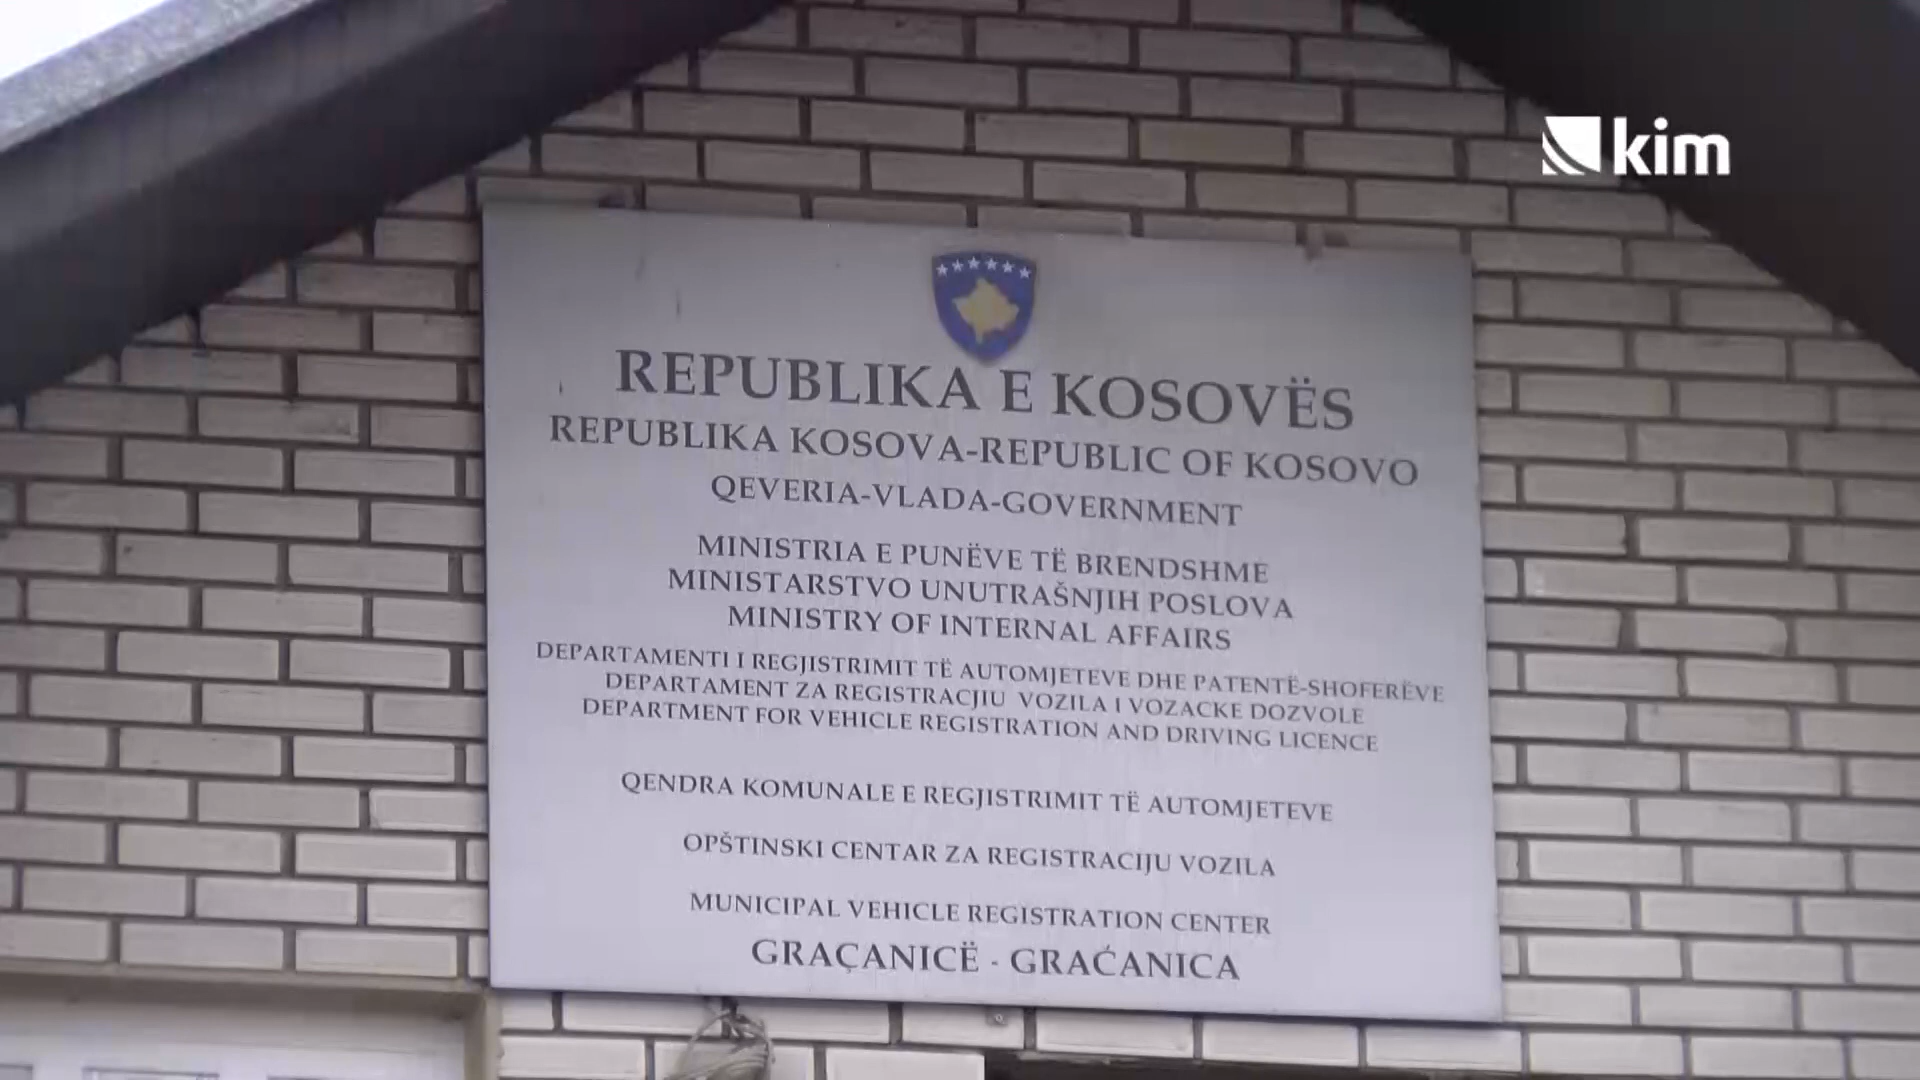 kim
REPUBLIKA E KOSOVËS
REPUBLIKA KOSOVA-REPUBLIC OF KOSOVO
QEVERIA-VLADA-GOVERNMENT
MINISTRIA E PUNËVE TË BRENDSHME
MINISTARSTVO UNUTRAŠNJIH POSLOVA
MINISTRY OF INTERNAL AFFAIRS
DEPARTAMENTI I REGJISTRIMIT TË AUTOMJETEVE DHE PATENTË-SHOFERËVE
DEPARTAMENT ZA REGISTRACJIU VOZILA I VOZACKE DOZVOLE
DEPARTMENT FOR VEHICLE REGISTRATION AND DRIVING LICENCE
QENDRA KOMUNALE E REGJISTRIMIT TË AUTOMJETEVE
OPŠTINSKI CENTAR ZA REGISTRACIJU VOZILA
MUNICIPAL VEHICLE REGISTRATION CENTER
GRAÇANICË - GRAĆANICA